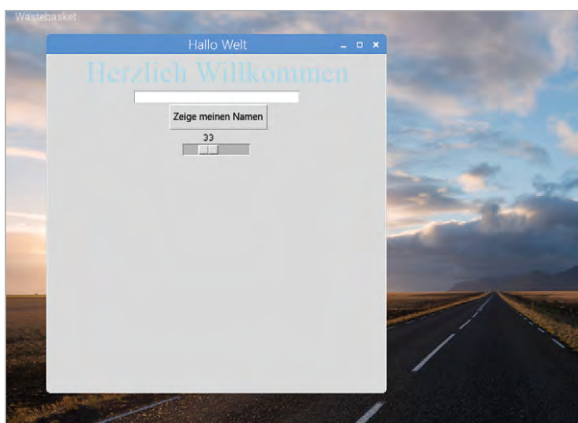 Wastebasket
Hallo Welt
Herzlich Willkommen
Zeige meinen Namen
33